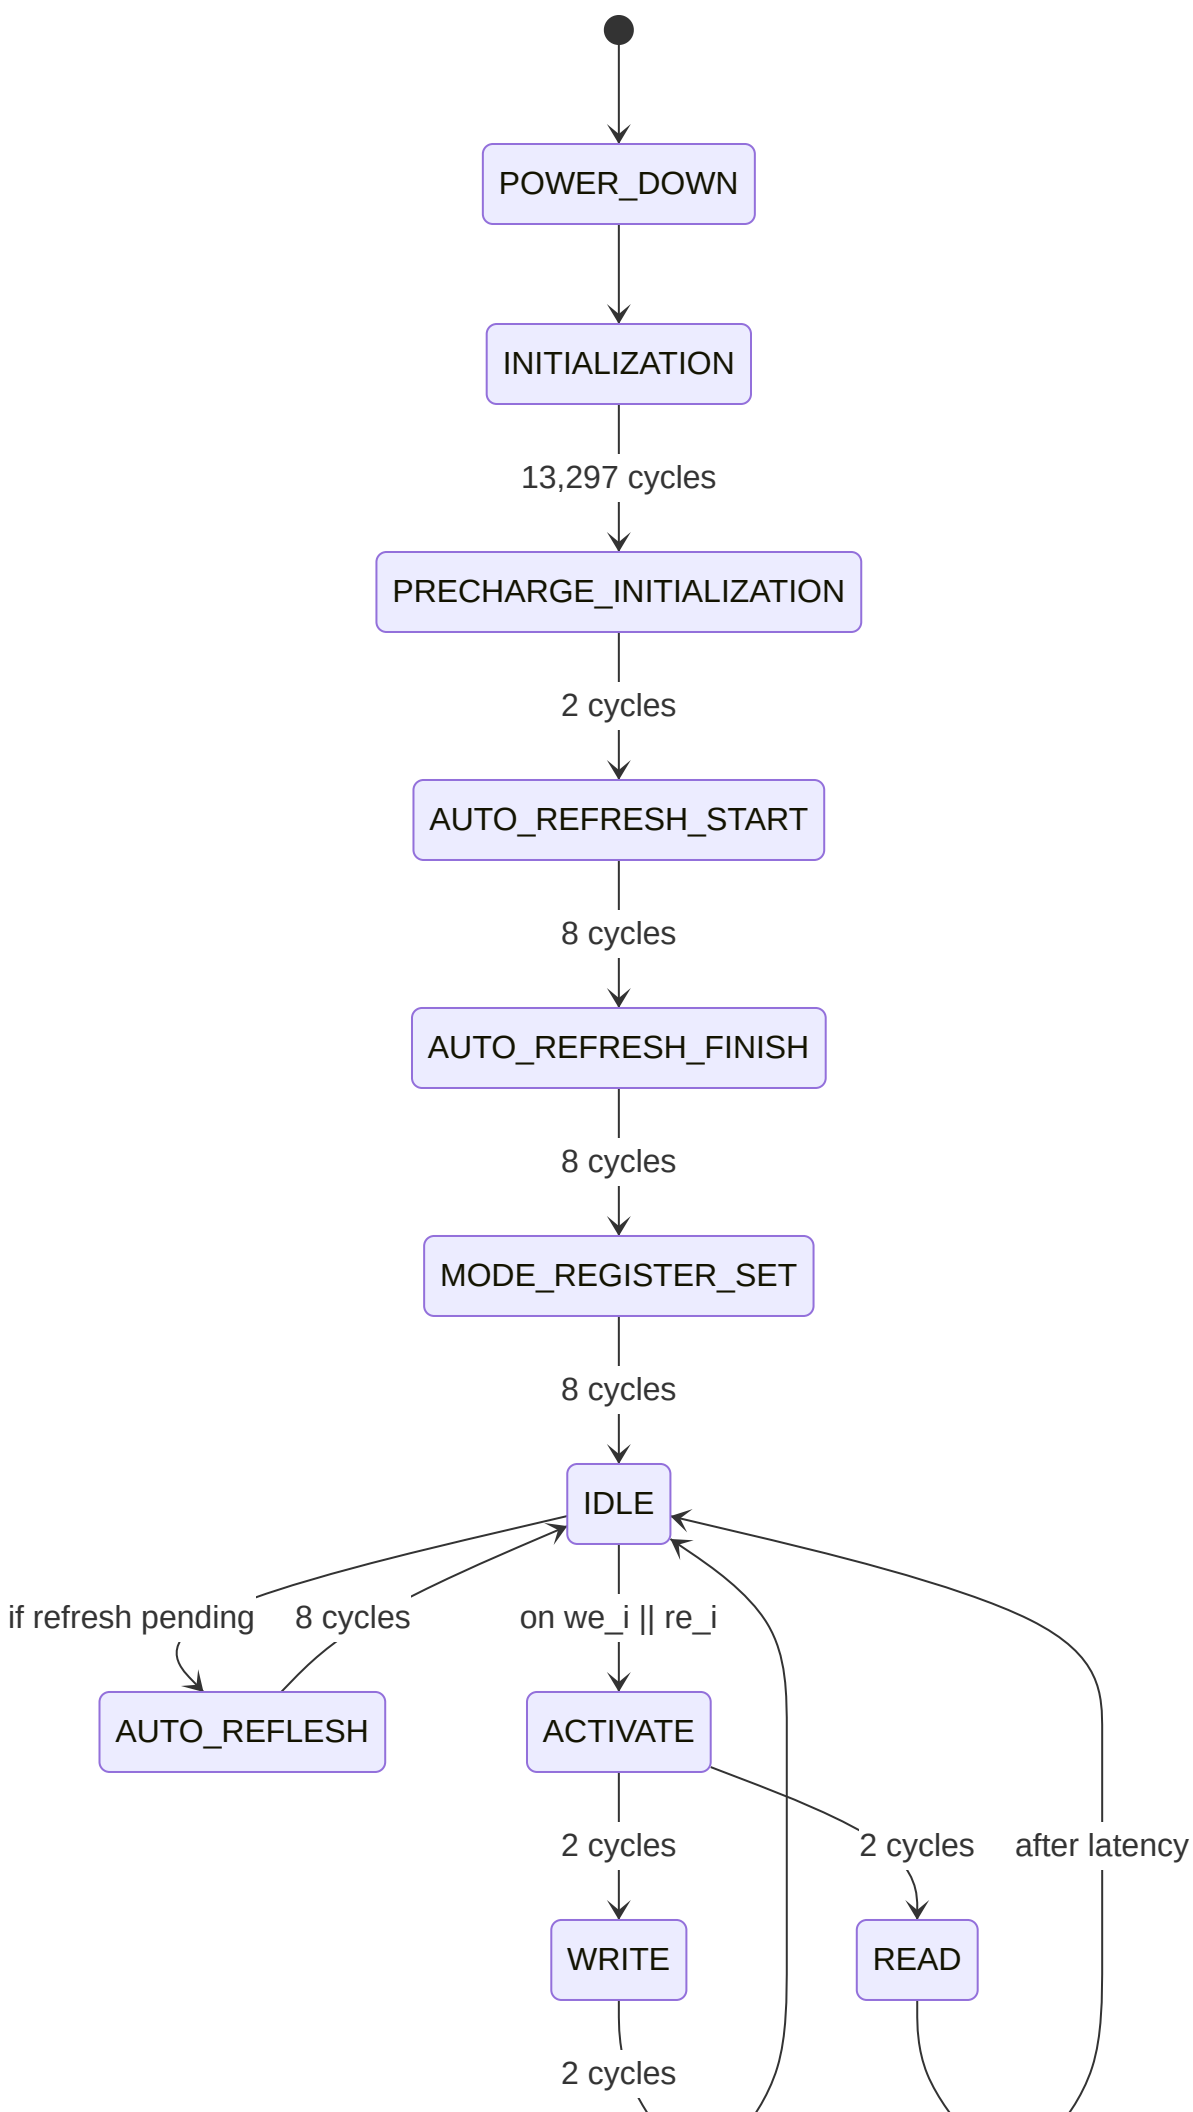 POWER_DOWN
INITIALIZATION
13,297 cycles
PRECHARGE_INITIALIZATION
2 cycles
AUTO_REFRESH_START
8 cycles
AUTO_REFRESH_FINISH
8 cycles
MODE_REGISTER_SET
8 cycles
IDLE
if refresh pending
8 cycles
on we_i || re_i
AUTO_REFLESH
ACTIVATE
2 cycles
2 cycles
after latency
WRITE
READ
2 cycles